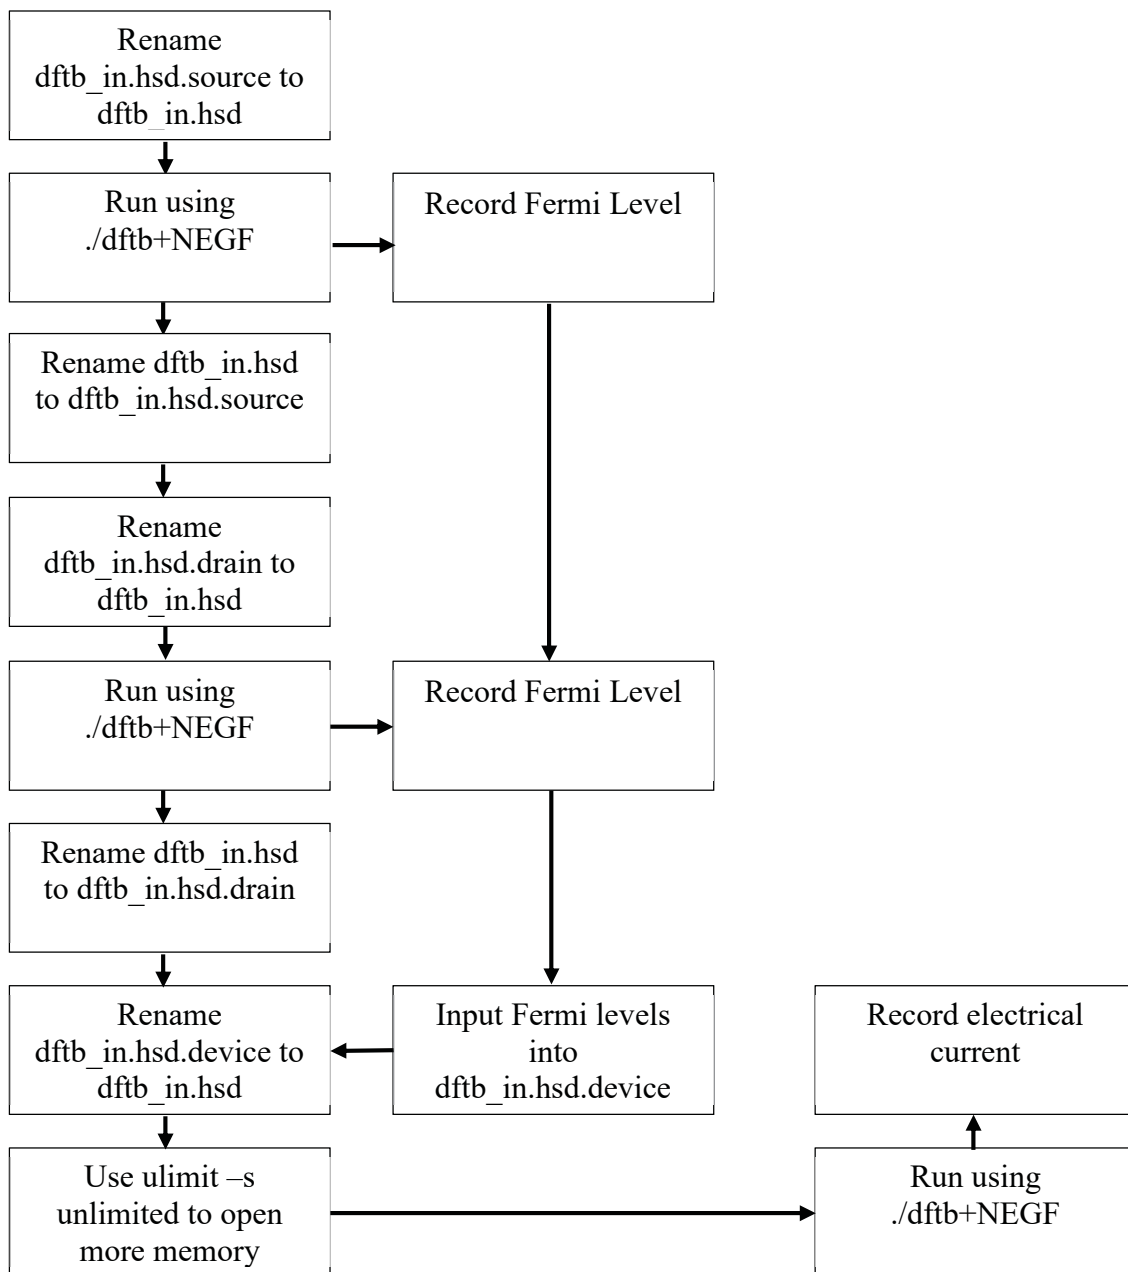 Rename
dftb_in.hsd.source to
dftb_in.hsd
Run using
./dftb+NEGF
Record Fermi Level
Rename dftb_in.hsd
to dftb_in.hsd.source
Rename
dftb_in.hsd.drain to
dftb_in.hsd
Run using
./dftb+NEGF
Record Fermi Level
Rename dftb_in.hsd
to dftb_in.hsd.drain
Rename
dftb_in.hsd.device to
dftb_in.hsd
Input Fermi levels
into
dftb_in.hsd.device
Record electrical
current
Use ulimit –s
unlimited to open
more memory
Run using
./dftb+NEGF